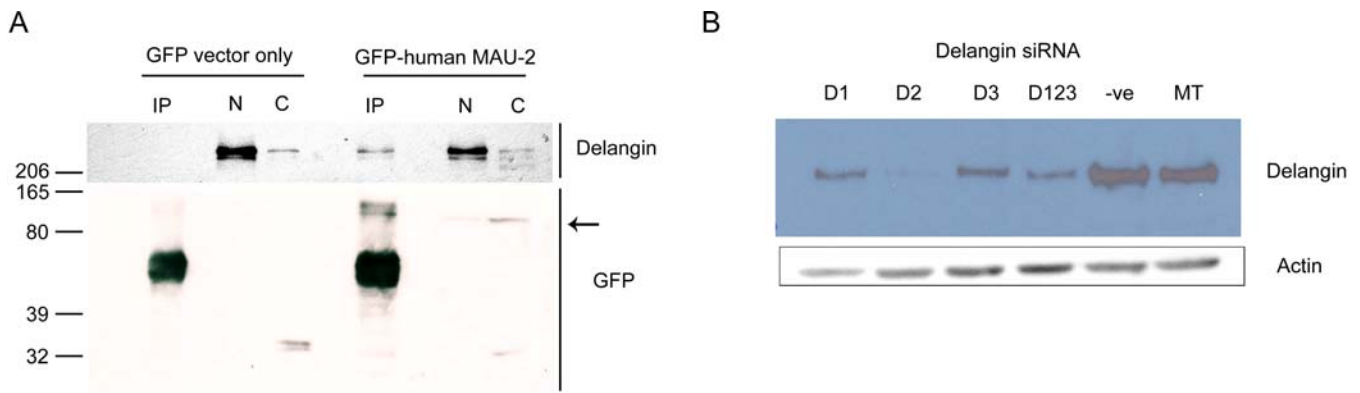 A
GFP vector only
GFP-human MAU-2
IP N C IP N C
Delangin
206
165
80
39
32
GFP
B
Delangin siRNA
D1 D2 D3 D123 -ve MT
Delangin
Actin